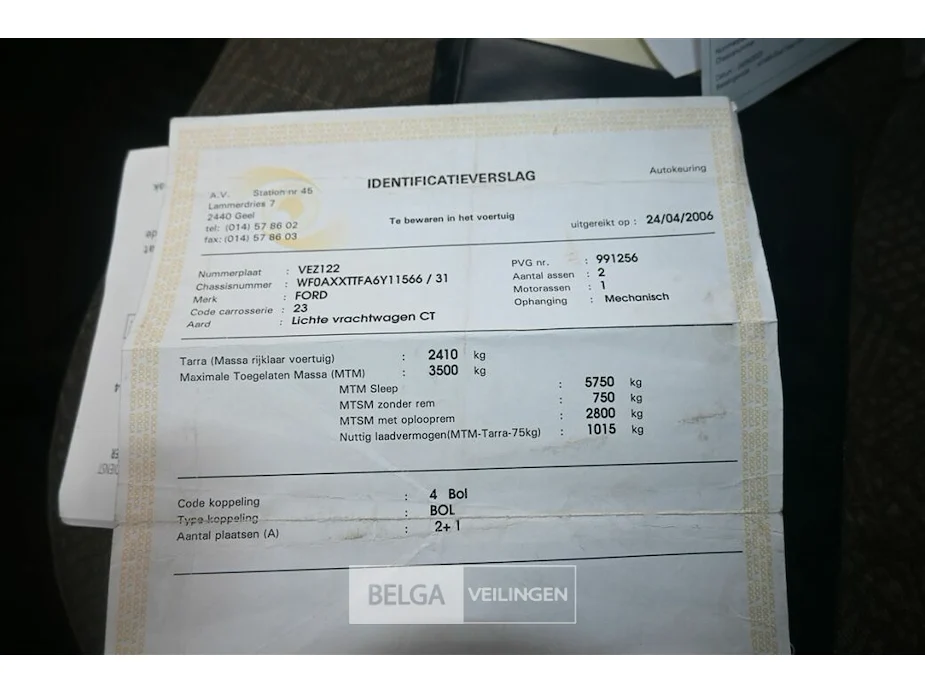 IDENTIFICATIEVERSLAG
Autokeuring
A.V. Station nr 45
Lammerdries 7
2440 Geel
tel: (014) 57 86 02
fax: (014) 57 86 03
Te bewaren in het voertuig
uitgereikt op : 24/04/2006
Nummerplaat : VEZ122
Chassisnummer : WF0AXXTTFA6Y11566 / 31
Merk : FORD
Code carrosserie : 23
Aard : Lichte vrachtwagen CT
PVG nr. : 991256
Aantal assen : 2
Motorassen : 1
Ophanging : Mechanisch
Tarra (Massa rijklaar voertuig) : 2410 kg
Maximale Toegelaten Massa (MTM) : 3500 kg
MTM Sleep : 5750 kg
MTSM zonder rem : 750 kg
MTSM met oplooprem : 2800 kg
Nuttig laadvermogen(MTM-Tarra-75kg) : 1015 kg
Code koppeling : 4 Bol
Type koppeling : BOL
Aantal plaatsen (A) : 2+1
BELGA VEILINGEN